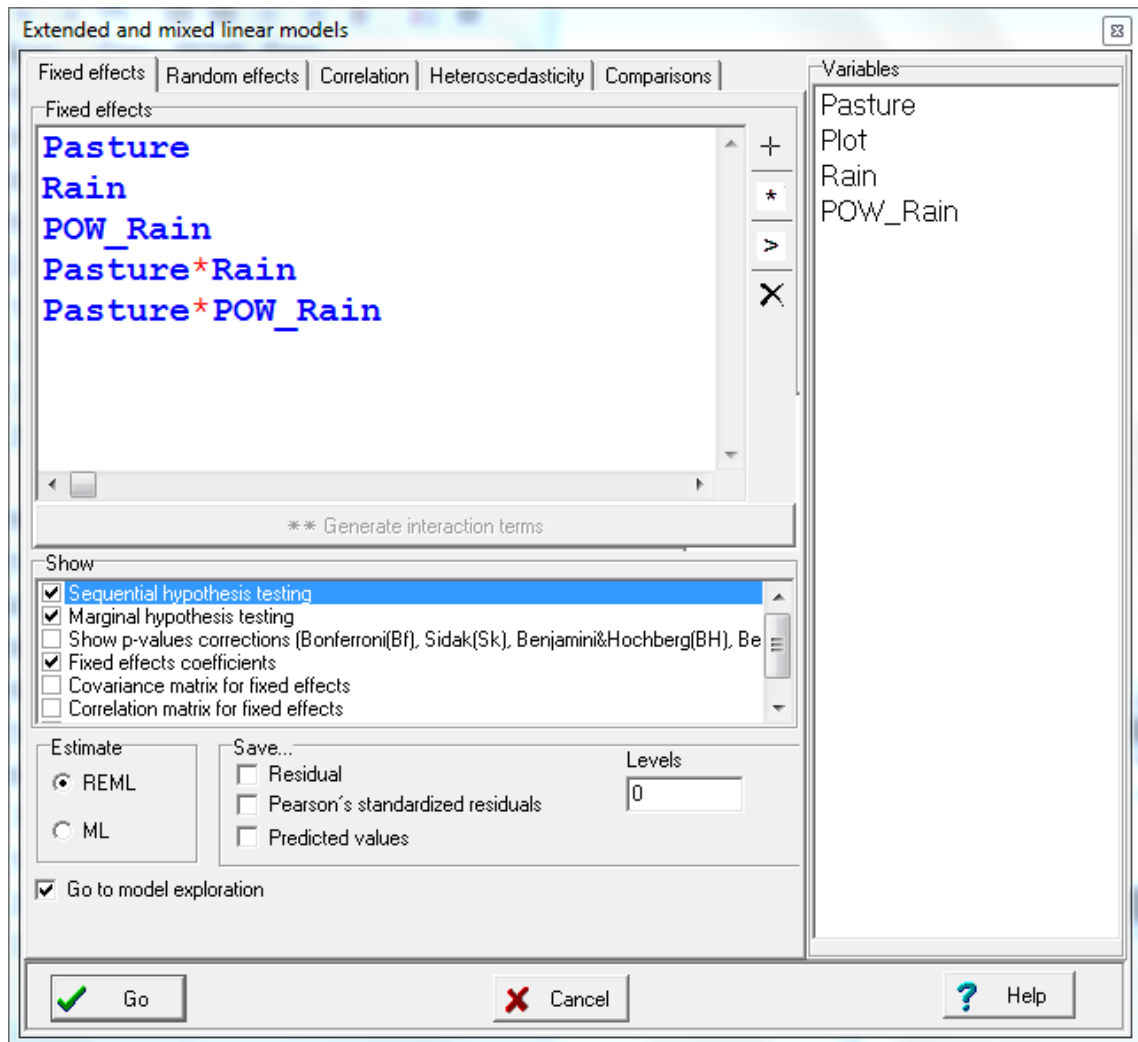 Extended and mixed linear models
Fixed effects Random effects Correlation Heteroscedasticity Comparisons
Fixed effects
Pasture
Rain
POW_Rain
Pasture*Rain
Pasture*POW_Rain
+
*
>
** Generate interaction terms
Show
Sequential hypothesis testing
Marginal hypothesis testing
Show p-values corrections (Bonferroni(Bf), Sidak(Sk), Benjamini&Hochberg(BH), Be
Fixed effects coefficients
Covariance matrix for fixed effects
Correlation matrix for fixed effects
Estimate
REML
ML
Save...
Residual
Pearson´s standardized residuals
Predicted values
Levels
0
Go to model exploration
Variables
Pasture
Plot
Rain
POW_Rain
Go
Cancel
? Help